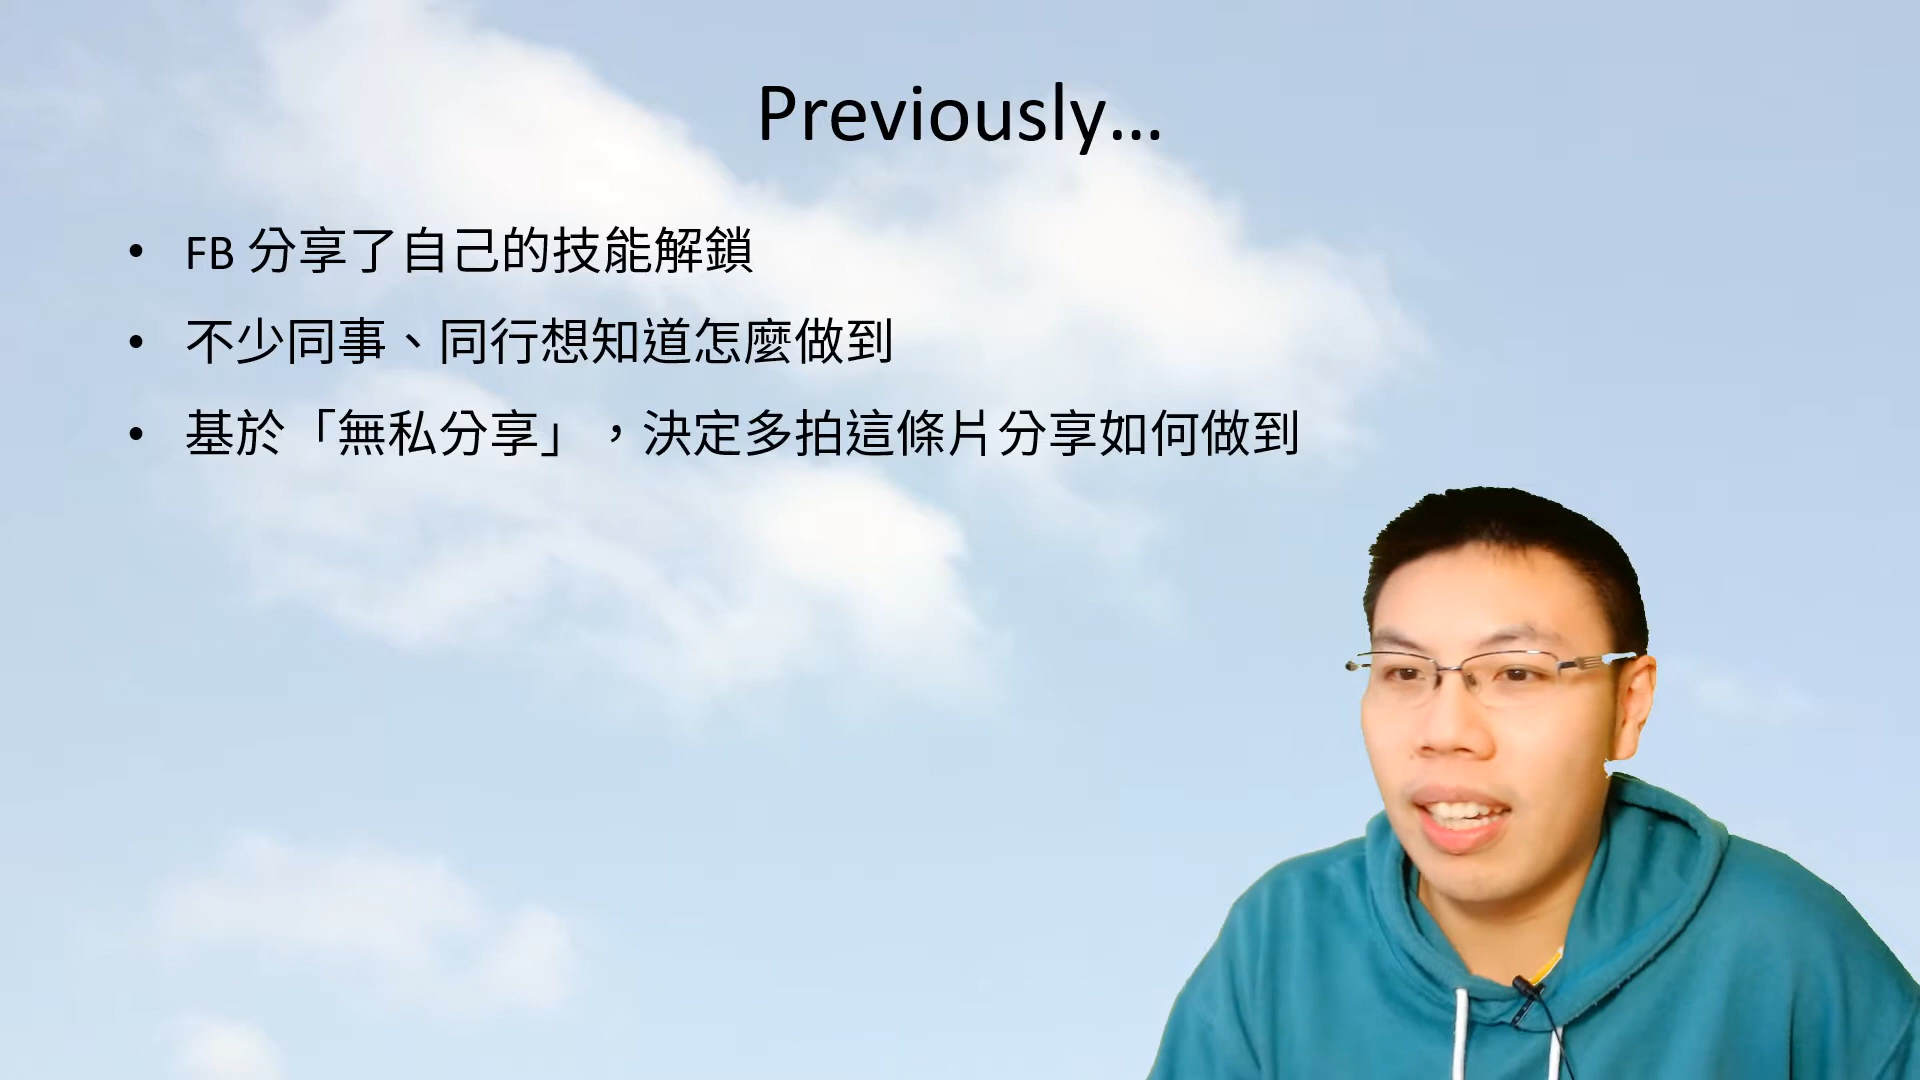 Previously…
• FB 分享了自己的技能解鎖
• 不少同事、同行想知道怎麼做到
• 基於「無私分享」，決定多拍這條片分享如何做到